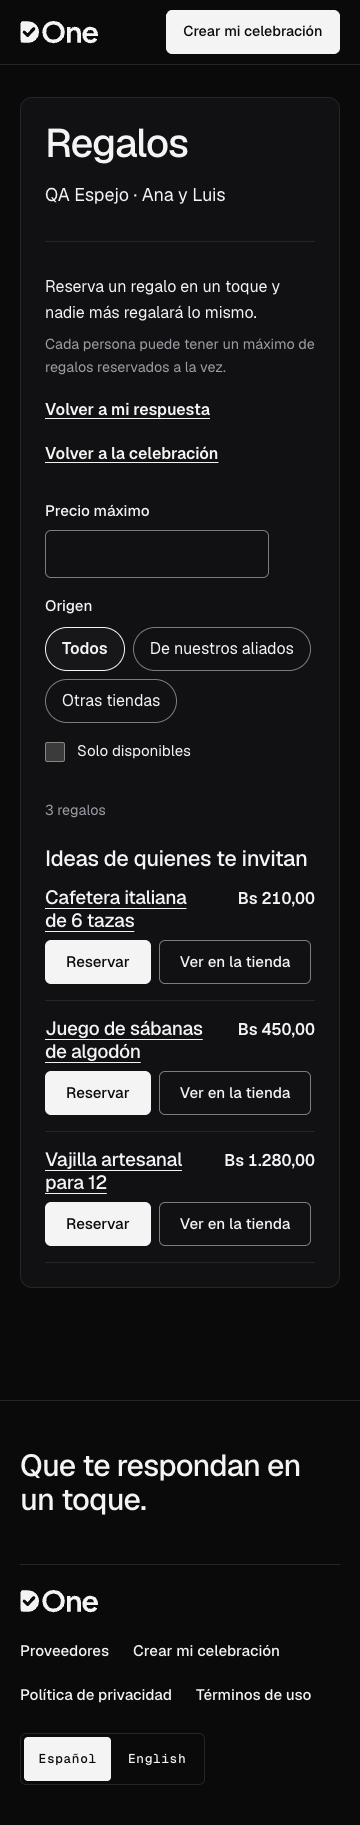 DOne
Crear mi celebración
Regalos
QA Espejo · Ana y Luis
Reserva un regalo en un toque y
nadie más regalará lo mismo.
Cada persona puede tener un máximo de
regalos reservados a la vez.
Volver a mi respuesta
Volver a la celebración
Precio máximo
Origen
Todos
De nuestros aliados
Otras tiendas
Solo disponibles
3 regalos
Ideas de quienes te invitan
Cafetera italiana
de 6 tazas
Bs 210,00
Reservar
Ver en la tienda
Juego de sábanas
de algodón
Bs 450,00
Reservar
Ver en la tienda
Vajilla artesanal
para 12
Bs 1.280,00
Reservar
Ver en la tienda
Que te respondan en
un toque.
DOne
Proveedores
Crear mi celebración
Política de privacidad
Términos de uso
Español
English